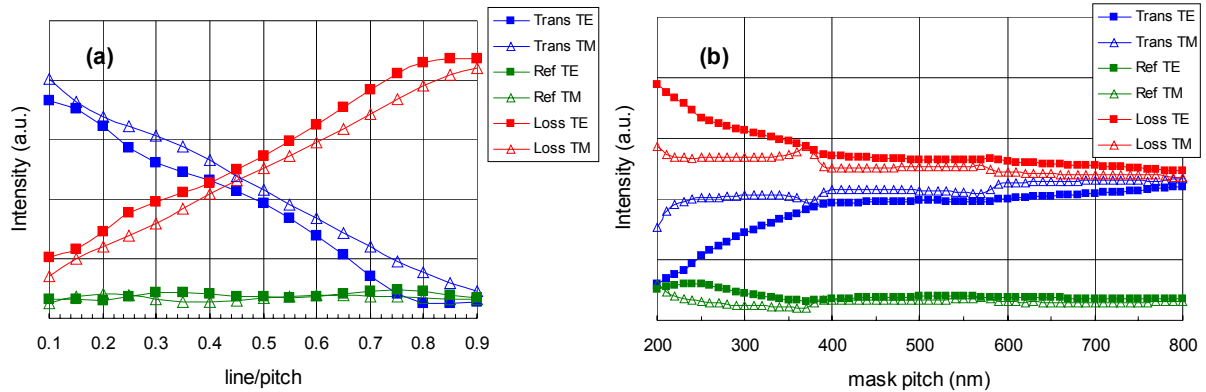 (a)
Intensity (a.u.)
0.1 0.2 0.3 0.4 0.5 0.6 0.7 0.8 0.9
line/pitch
Trans TE
Trans TM
Ref TE
Ref TM
Loss TE
Loss TM
(b)
Intensity (a.u.)
200 300 400 500 600 700 800
mask pitch (nm)
Trans TE
Trans TM
Ref TE
Ref TM
Loss TE
Loss TM